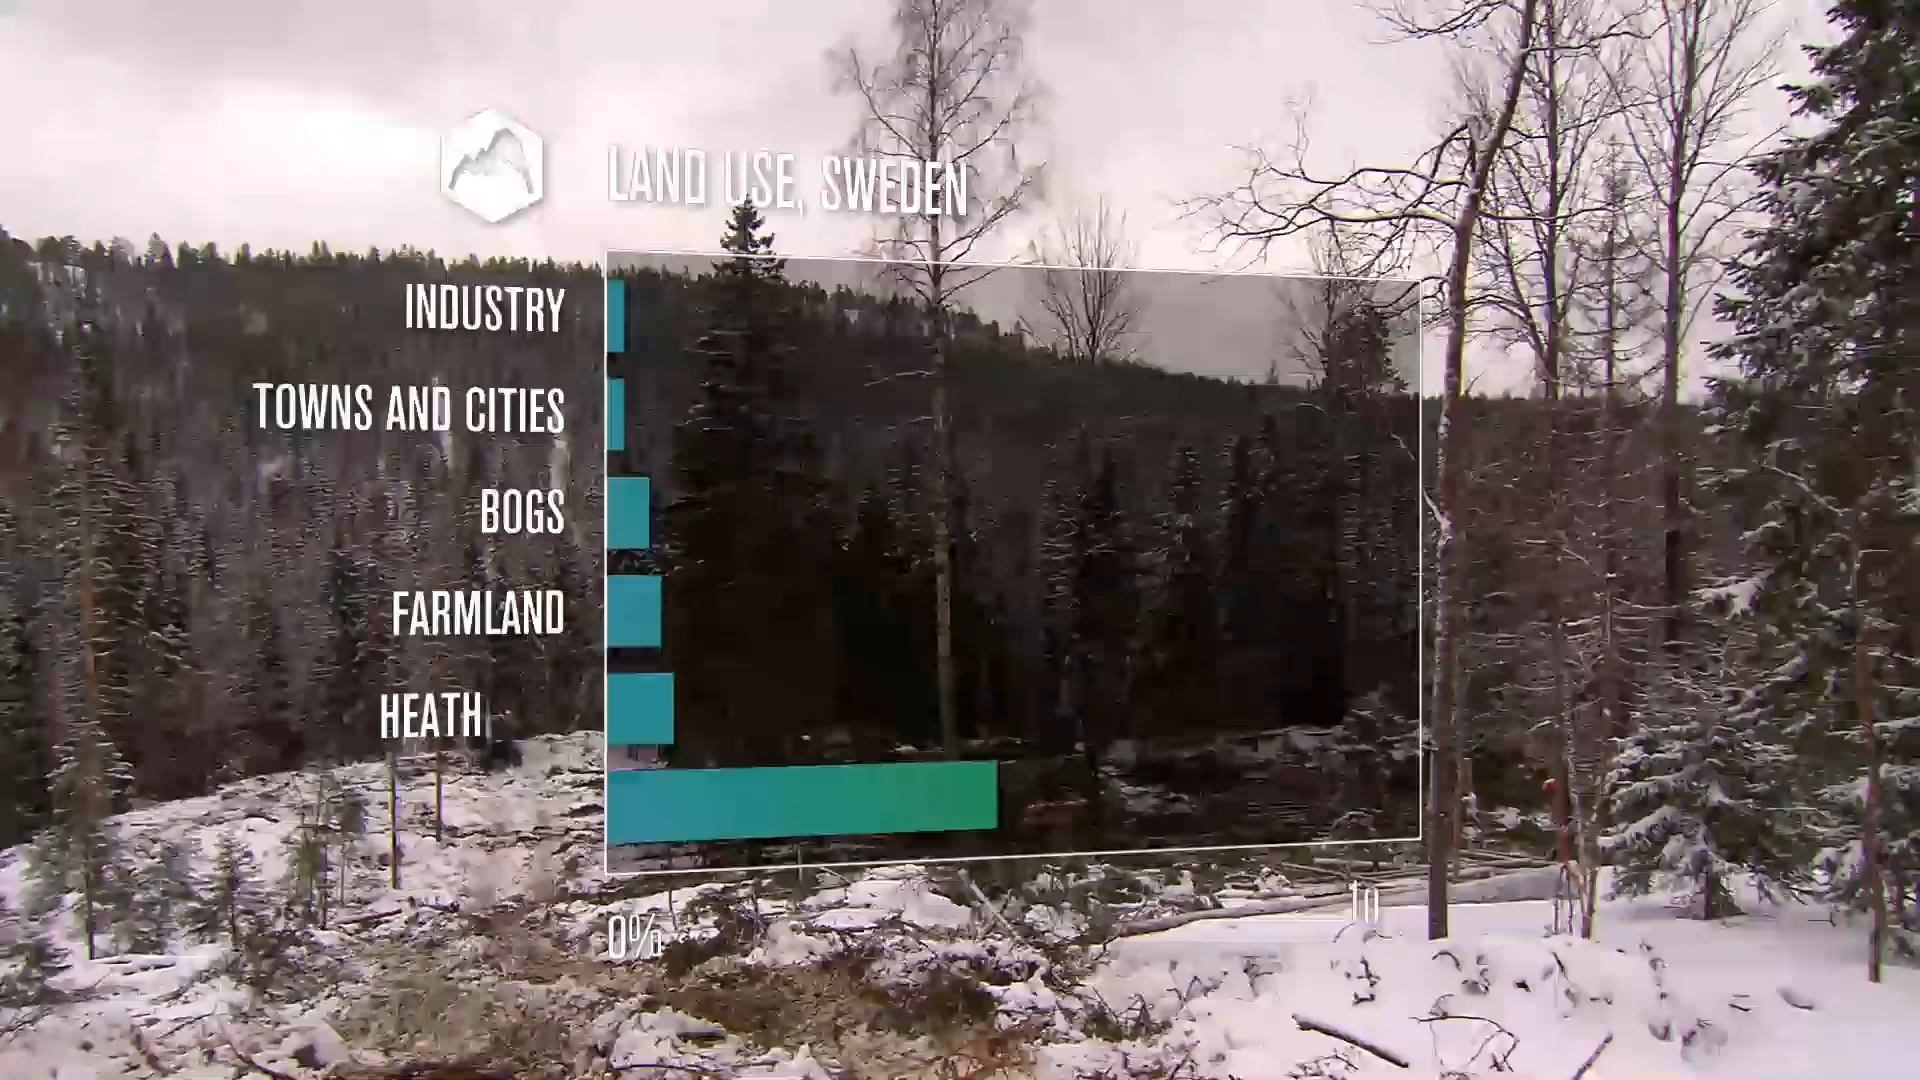 LAND USE, SWEDEN
INDUSTRY
TOWNS AND CITIES
BOGS
FARMLAND
HEATH
0%